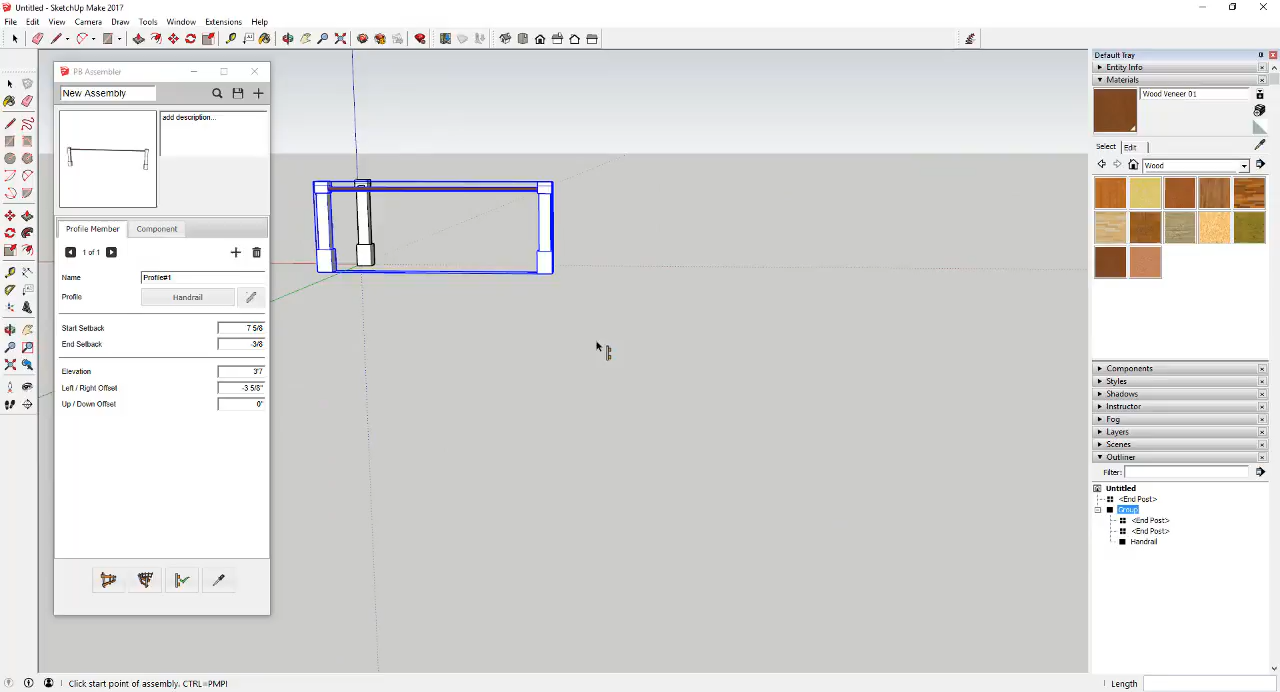 Untitled - SketchUp Make 2017
File Edit View Camera Draw Tools Window Extensions Help
PB Assembler
New Assembly
add description...
Profile Member Component
1 of 1
Name Profile#1
Profile Handrail
Start Setback 7 5/8
End Setback -3/8
Elevation 3'7
Left / Right Offset -3 5/8"
Up / Down Offset 0"
Default Tray
Entity Info
Materials
Wood Veneer 01
Select Edit
Wood
Components
Styles
Shadows
Instructor
Fog
Layers
Scenes
Outliner
Filter:
Untitled
<End Post>
Group
<End Post>
<End Post>
Handrail
Click start point of assembly. CTRL=PMP!
Length